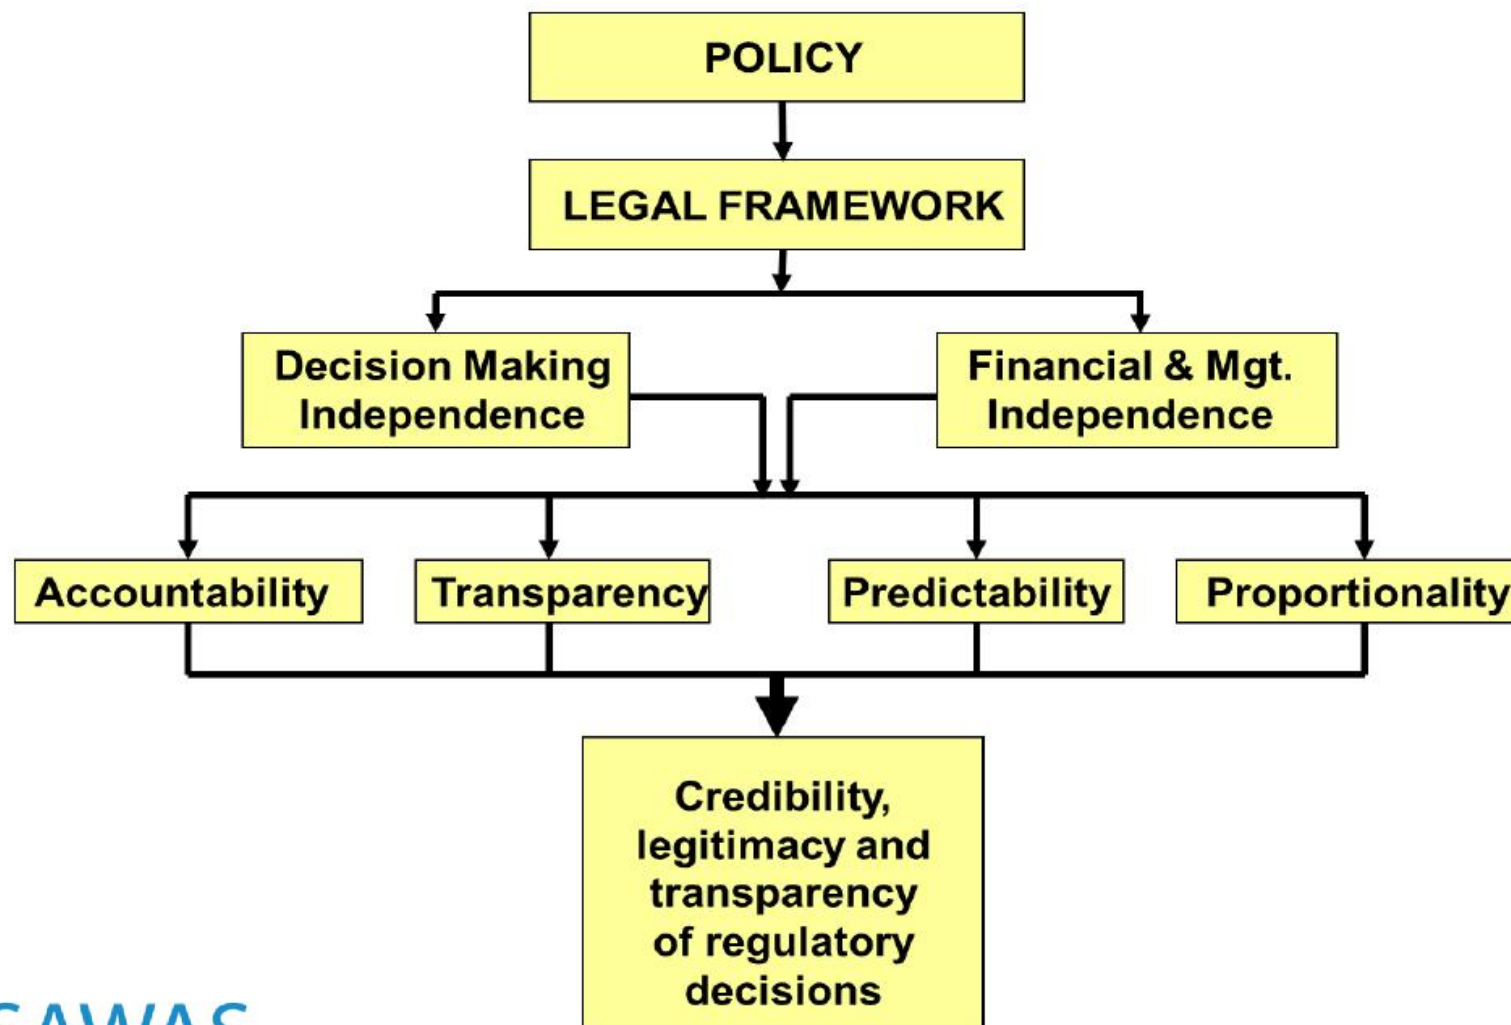 POLICY
LEGAL FRAMEWORK
Decision Making
Independence
Financial & Mgt.
Independence
Accountability
Transparency
Predictability
Proportionality
Credibility,
legitimacy and
transparency
of regulatory
decisions